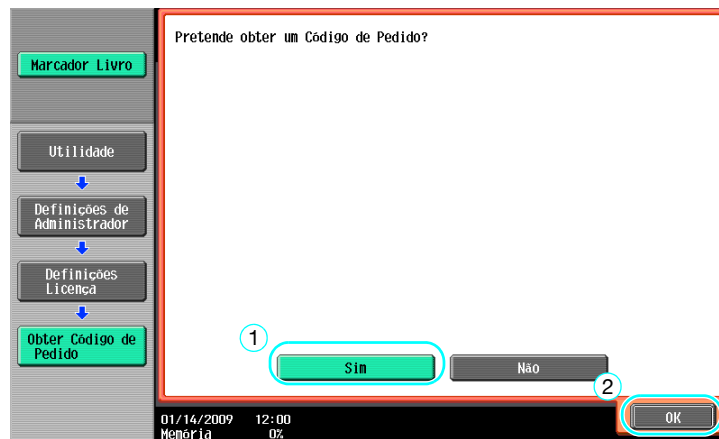 Pretende obter um Código de Pedido?
Marcador Livro
Utilidade
Definições de
Administrador
Definições
Licença
Obter Código de
Pedido
1
Sim
Não
2
OK
01/14/2009 12:00
Memória 0%